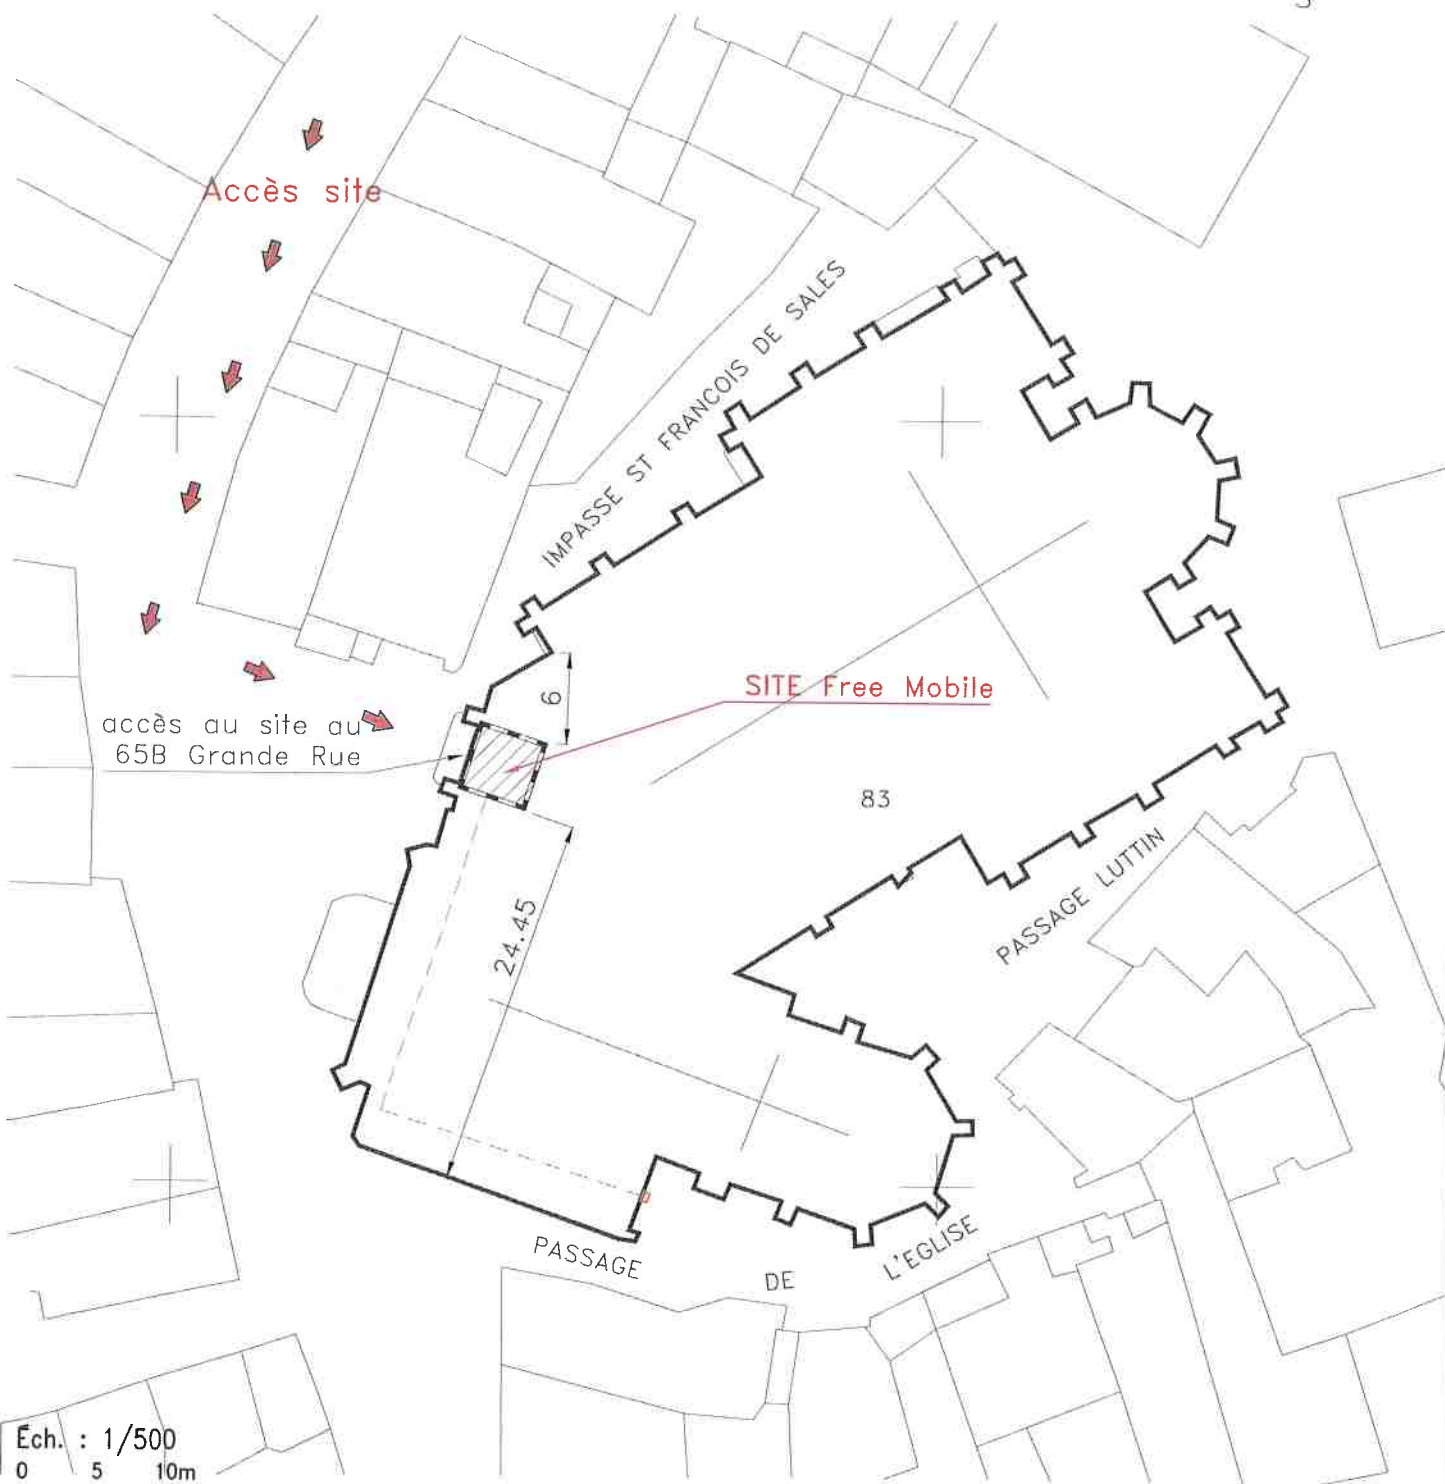 Accès site
IMPASSE ST FRANCOIS DE SALES
SITE Free Mobile
6
accès au site au
65B Grande Rue
83
PASSAGE LUTTIN
24.45
PASSAGE DE L'EGLISE
Éch. : 1/500
0 5 10m